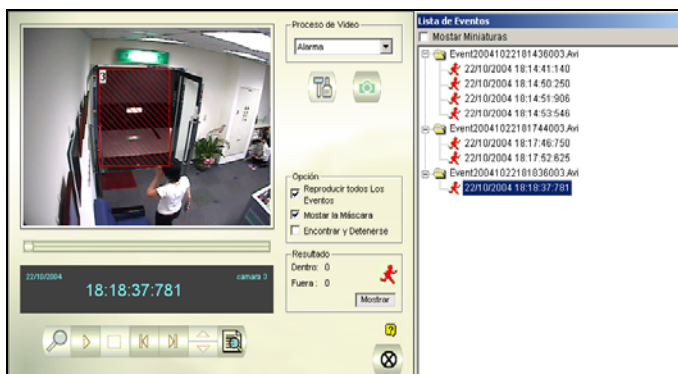 3
22/10/2004
camara 3
18:18:37:781
Proceso de Video
Alarma
Opción
Reproducir todos Los
Eventos
Mostar la Máscara
Encontrar y Detenerse
Resultado
Dentro: 0
Fuera : 0
Mostrar
?
Lista de Eventos
Mostar Miniaturas
Event20041022181436003.Avi
22/10/2004 18:14:41:140
22/10/2004 18:14:50:250
22/10/2004 18:14:51:906
22/10/2004 18:14:53:546
Event20041022181744003.Avi
22/10/2004 18:17:46:750
22/10/2004 18:17:52:625
Event20041022181836003.Avi
22/10/2004 18:18:37:781